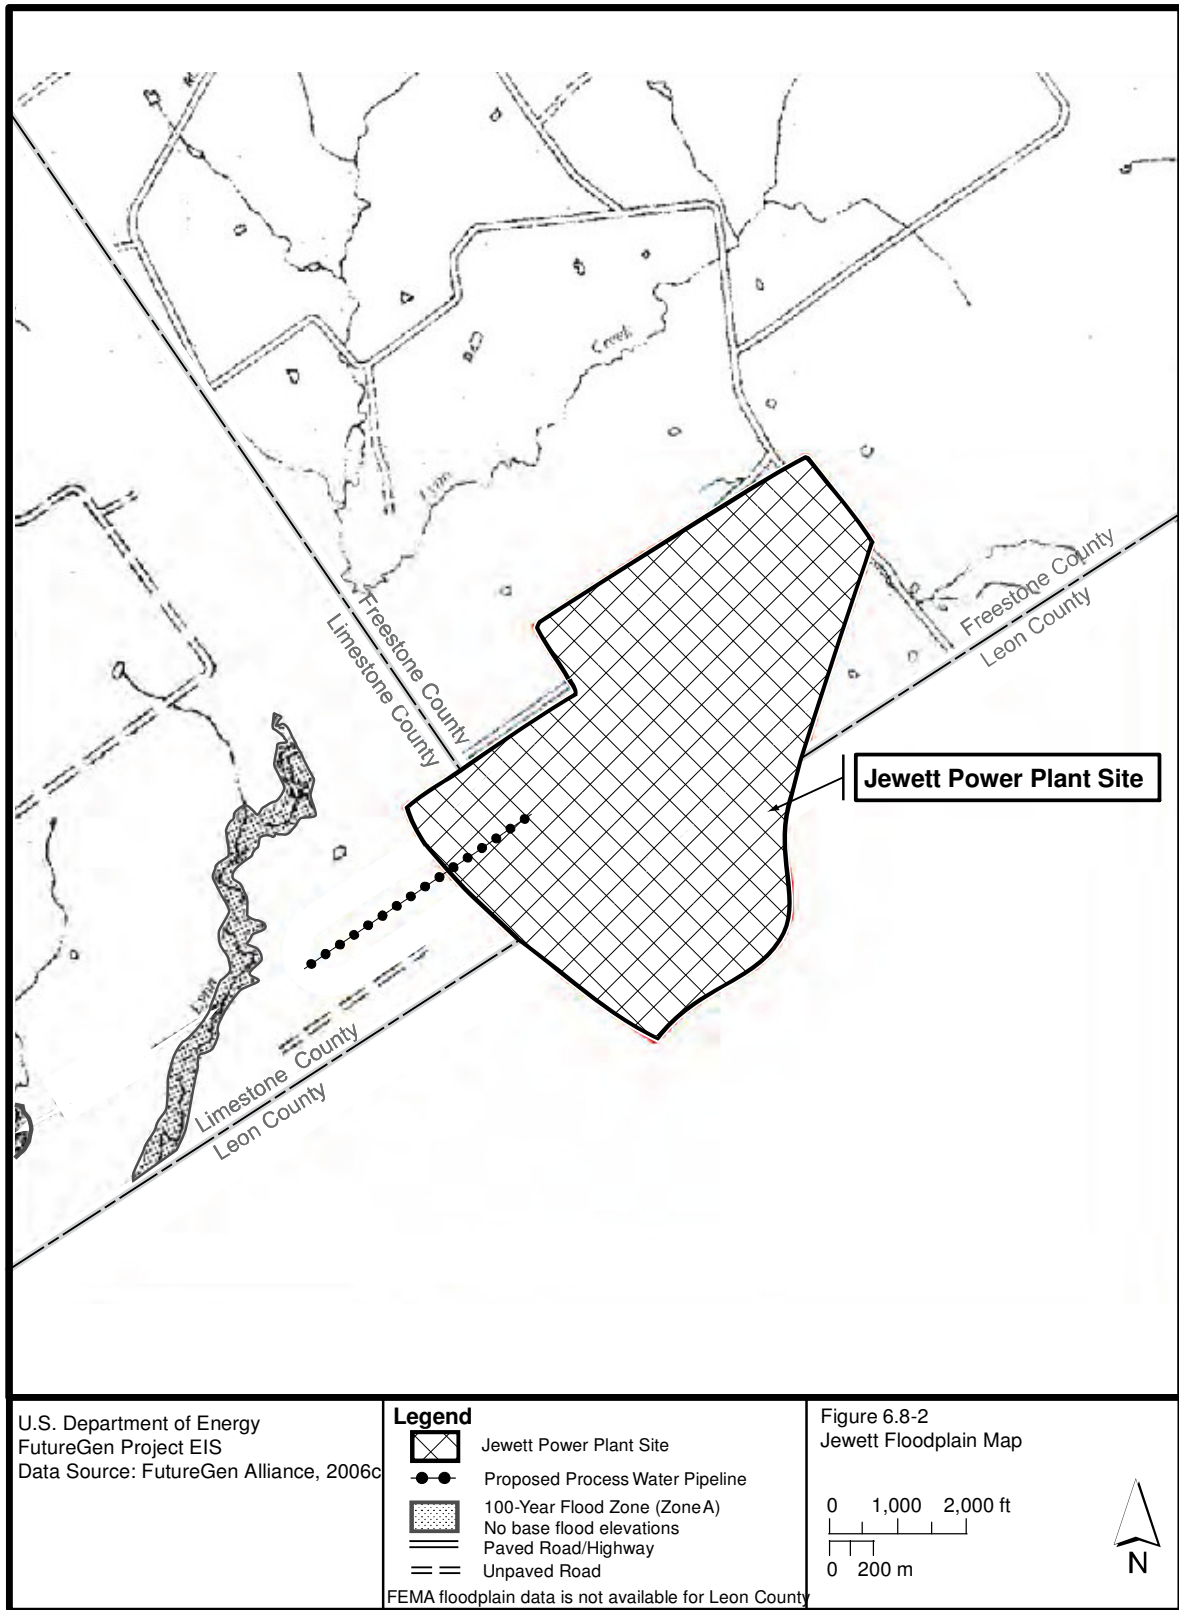 Creek
Lynn
Freestone County
Limestone County
Freestone County
Leon County
Jewett Power Plant Site
Lynn
Limestone County
Leon County
U.S. Department of Energy
FutureGen Project EIS
Data Source: FutureGen Alliance, 2006c
Legend
Jewett Power Plant Site
Proposed Process Water Pipeline
100-Year Flood Zone (Zone A)
No base flood elevations
Paved Road/Highway
Unpaved Road
FEMA floodplain data is not available for Leon County
Figure 6.8-2
Jewett Floodplain Map
0 1,000 2,000 ft
0 200 m
N